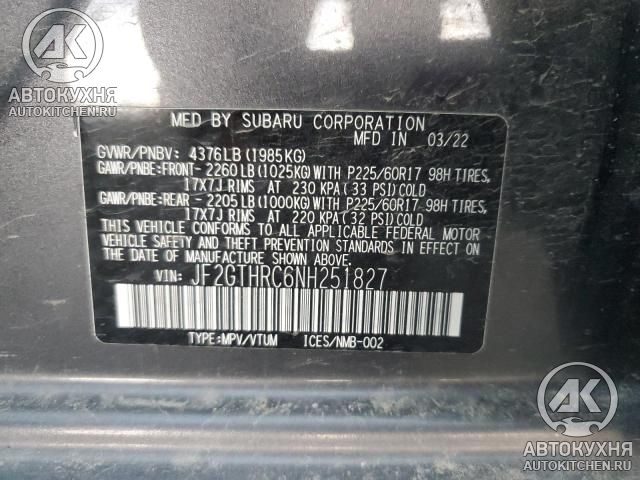 АК
АВТОКУХНЯ
AUTOKITCHEN.RU
MFD BY SUBARU CORPORATION
MFD IN 03/22
GVWR/PNBV: 4376LB (1985KG)
GAWR/PNBE:FRONT- 2260LB (1025KG) WITH P225/60R17 98H TIRES,
17X7J RIMS AT 230 KPA (33 PSI) COLD
GAWR/PNBE:REAR - 2205LB (1000KG) WITH P225/60R17 98H TIRES,
17X7J RIMS AT 220 KPA (32 PSI) COLD
THIS VEHICLE CONFORMS TO ALL APPLICABLE FEDERAL MOTOR
VEHICLE SAFETY AND THEFT PREVENTION STANDARDS IN EFFECT ON
THE DATE OF MANUFACTURE SHOWN ABOVE.
VIN: JF2GTHRC6NH251827
TYPE:MPV/VTUM ICES/NMB-002
АК
АВТОКУХНЯ
AUTOKITCHEN.RU